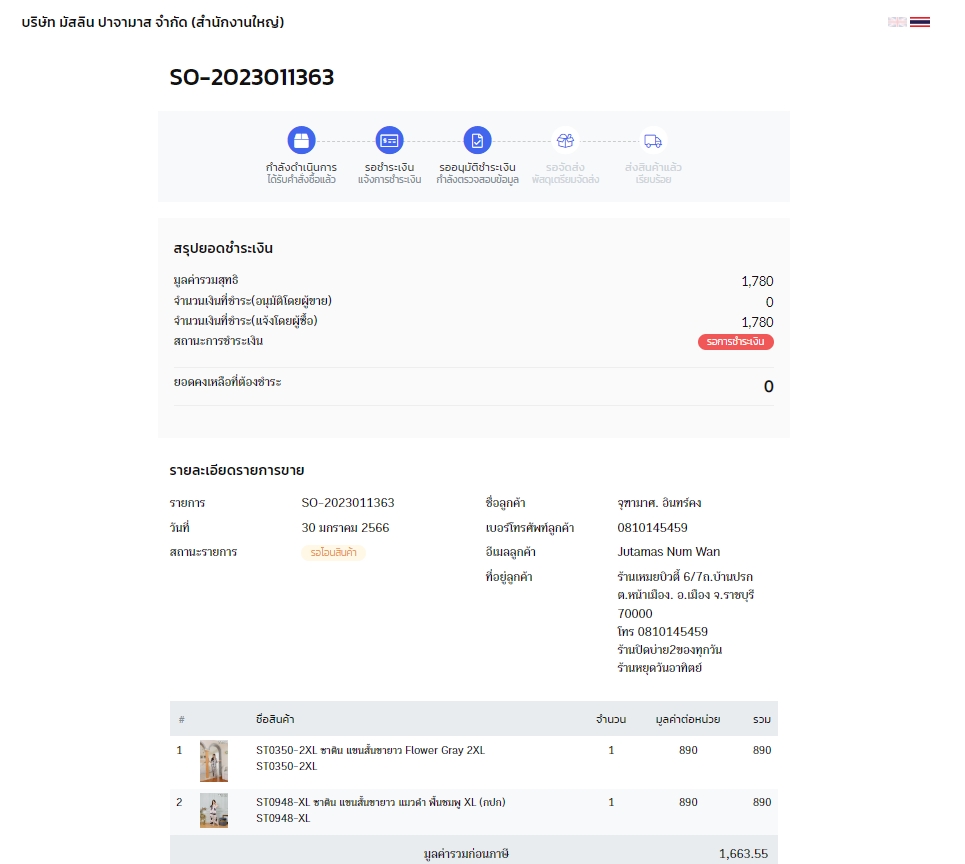 บริษัท มัสลิน ปาจามาส จำกัด (สำนักงานใหญ่)
SO-2023011363
กำลังดำเนินการ
ได้รับคำสั่งซื้อแล้ว
รอชำระเงิน
แจ้งการชำระเงิน
รออนุมัติชำระเงิน
กำลังตรวจสอบข้อมูล
รอจัดส่ง
พัสดุเตรียมจัดส่ง
ส่งสินค้าแล้ว
เรียบร้อย
สรุปยอดชำระเงิน
มูลค่ารวมสุทธิ 1,780
จำนวนเงินที่ชำระ(อนุมัติโดยผู้ขาย) 0
จำนวนเงินที่ชำระ(แจ้งโดยผู้ซื้อ) 1,780
สถานะการชำระเงิน รอการชำระเงิน
ยอดคงเหลือที่ต้องชำระ 0
รายละเอียดรายการขาย
รายการ SO-2023011363 ชื่อลูกค้า จุฑามาศ. อินทร์คง
วันที่ 30 มกราคม 2566 เบอร์โทรศัพท์ลูกค้า 0810145459
สถานะรายการ รอโอนสินค้า อีเมลลูกค้า Jutamas Num Wan
ที่อยู่ลูกค้า ร้านเหมยบิวตี้ 6/7ถ.บ้านปรก
ต.หน้าเมือง. อ.เมือง จ.ราชบุรี
70000
โทร 0810145459
ร้านปิดบ่าย2ของทุกวัน
ร้านหยุดวันอาทิตย์
# ชื่อสินค้า จำนวน มูลค่าต่อหน่วย รวม
1 ST0350-2XL ซาติน แขนสั้นขายาว Flower Gray 2XL 1 890 890
ST0350-2XL
2 ST0948-XL ซาติน แขนสั้นขายาว แมวดำ พื้นชมพู XL (กปก) 1 890 890
ST0948-XL
มูลค่ารวมก่อนภาษี 1,663.55